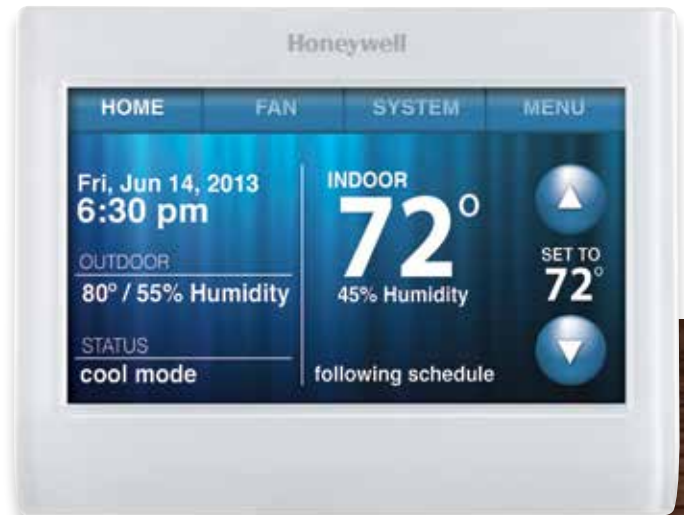 Honeywell
HOME FAN SYSTEM MENU
Fri, Jun 14, 2013
6:30 pm
OUTDOOR
80° / 55% Humidity
STATUS
cool mode
INDOOR
72°
45% Humidity
following schedule
SET TO
72°